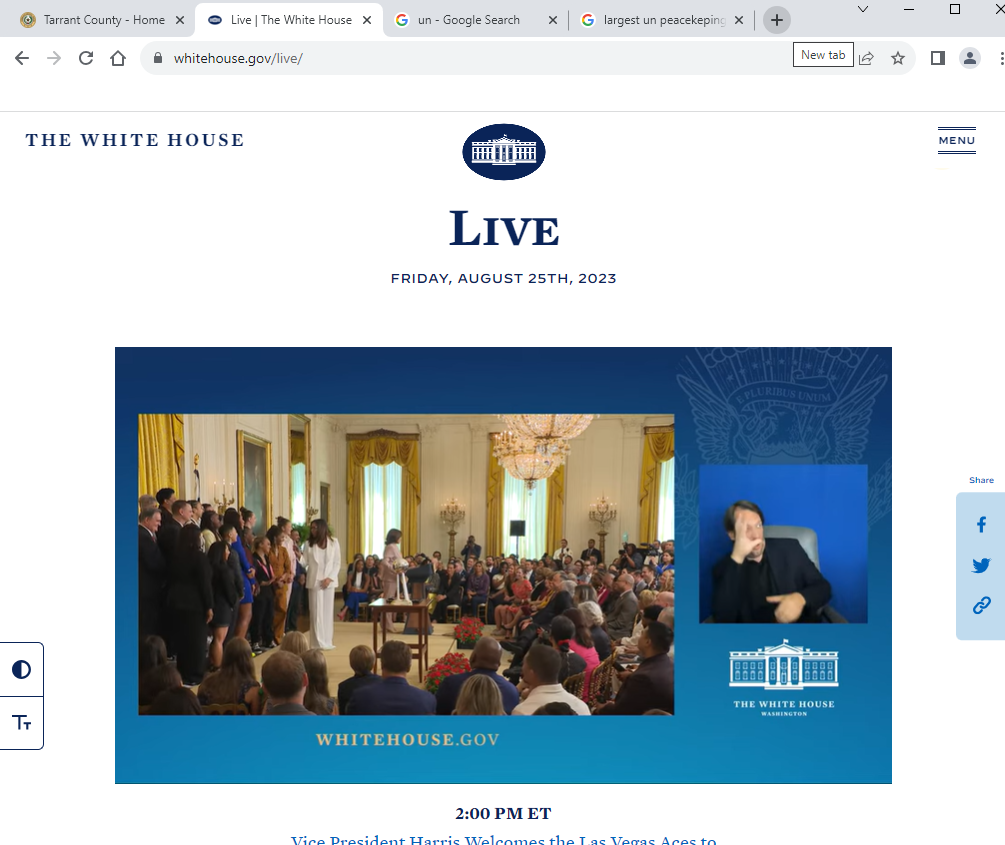 Tarrant County - Home
Live | The White House
un - Google Search
largest un peacekeping
whitehouse.gov/live/
New tab
THE WHITE HOUSE
MENU
LIVE
FRIDAY, AUGUST 25TH, 2023
E PLURIBUS UNUM
Share
THE WHITE HOUSE
WASHINGTON
WHITEHOUSE.GOV
Tт
2:00 PM ET
Vice President Harris Welcomes the Las Vegas Aces to